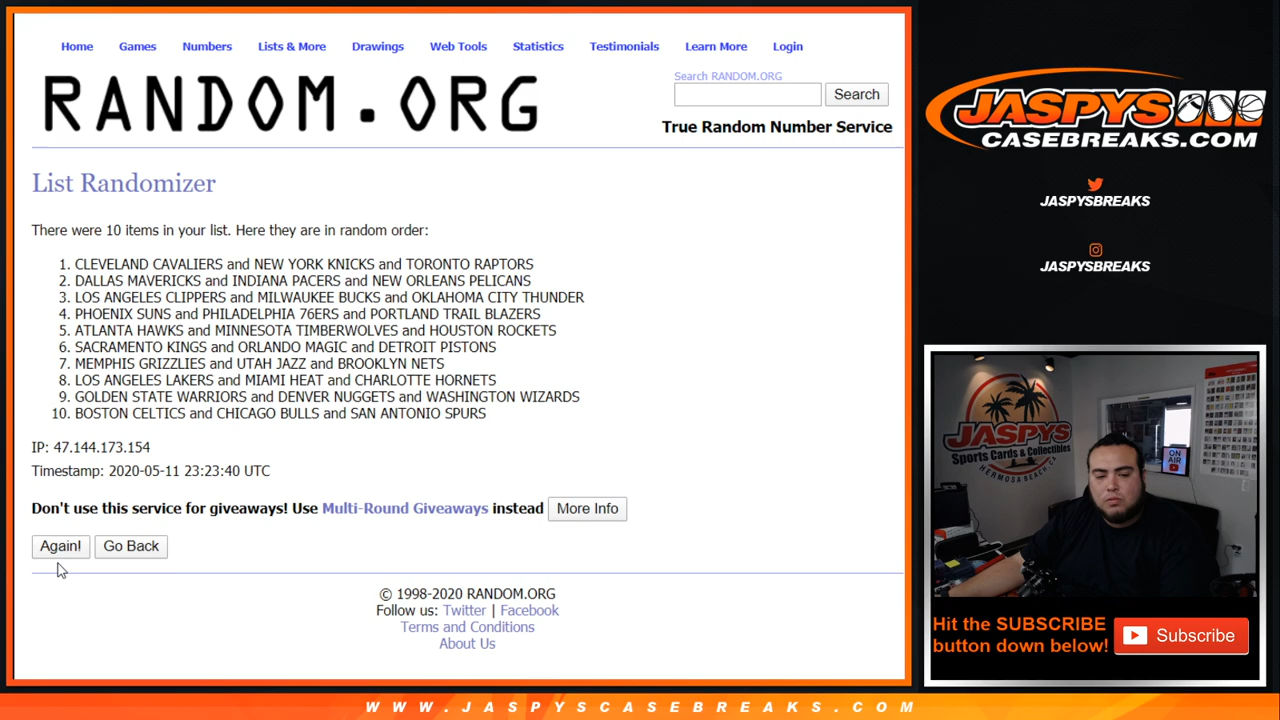 Home Games Numbers Lists & More Drawings Web Tools Statistics Testimonials Learn More Login
RANDOM.ORG
Search RANDOM.ORG
Search
True Random Number Service
List Randomizer
There were 10 items in your list. Here they are in random order:
1. CLEVELAND CAVALIERS and NEW YORK KNICKS and TORONTO RAPTORS
2. DALLAS MAVERICKS and INDIANA PACERS and NEW ORLEANS PELICANS
3. LOS ANGELES CLIPPERS and MILWAUKEE BUCKS and OKLAHOMA CITY THUNDER
4. PHOENIX SUNS and PHILADELPHIA 76ERS and PORTLAND TRAIL BLAZERS
5. ATLANTA HAWKS and MINNESOTA TIMBERWOLVES and HOUSTON ROCKETS
6. SACRAMENTO KINGS and ORLANDO MAGIC and DETROIT PISTONS
7. MEMPHIS GRIZZLIES and UTAH JAZZ and BROOKLYN NETS
8. LOS ANGELES LAKERS and MIAMI HEAT and CHARLOTTE HORNETS
9. GOLDEN STATE WARRIORS and DENVER NUGGETS and WASHINGTON WIZARDS
10. BOSTON CELTICS and CHICAGO BULLS and SAN ANTONIO SPURS
IP: 47.144.173.154
Timestamp: 2020-05-11 23:23:40 UTC
Don't use this service for giveaways! Use Multi-Round Giveaways instead More Info
Again! Go Back
© 1998-2020 RANDOM.ORG
Follow us: Twitter | Facebook
Terms and Conditions
About Us
JASPYS
CASEBREAKS.COM
JASPYSBREAKS
JASPYSBREAKS
JASPYS
Sports Cards & Collectibles
HERMOSA BEACH, CA
ON
AIR
Hit the SUBSCRIBE
button down below!
Subscribe
WWW.JASPYSCASEBREAKS.COM